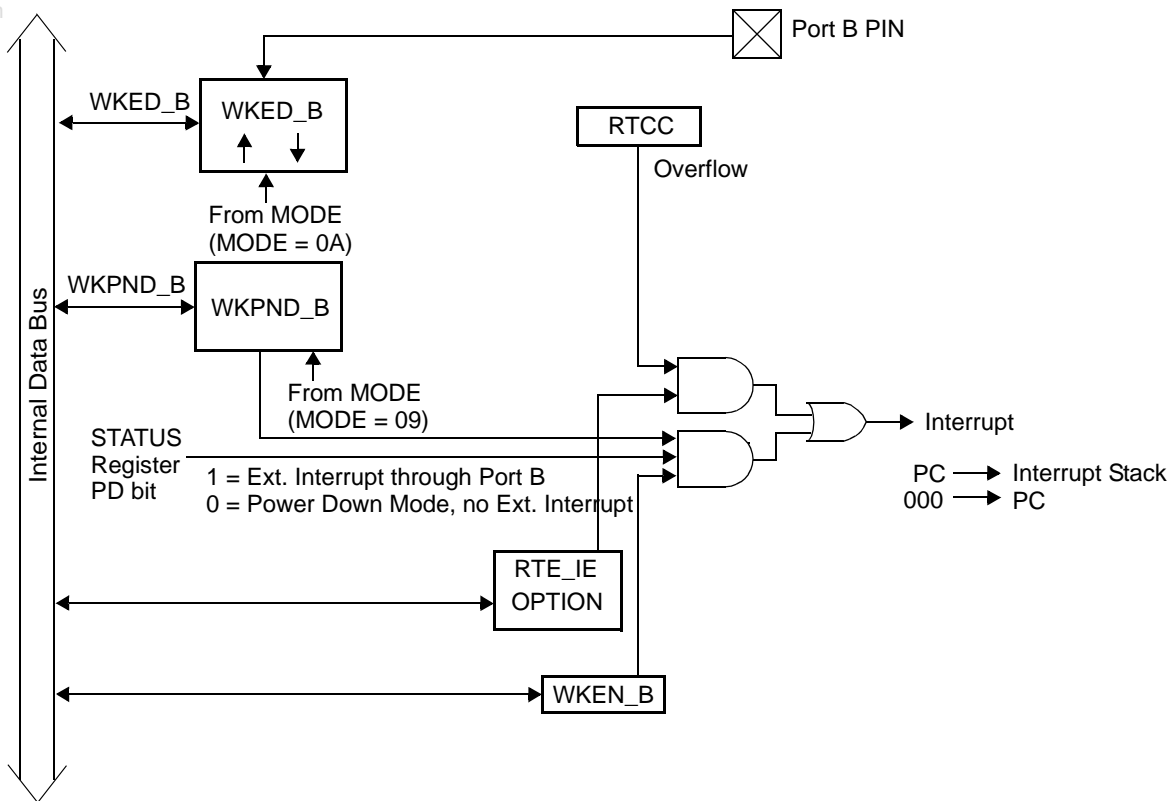 Port B PIN
WKED_B
WKED_B
RTCC
Overflow
From MODE
(MODE = 0A)
WKPND_B
WKPND_B
Internal Data Bus
From MODE
(MODE = 09)
STATUS
Register
PD bit
1 = Ext. Interrupt through Port B
0 = Power Down Mode, no Ext. Interrupt
Interrupt
PC
Interrupt Stack
000
PC
RTE_IE
OPTION
WKEN_B